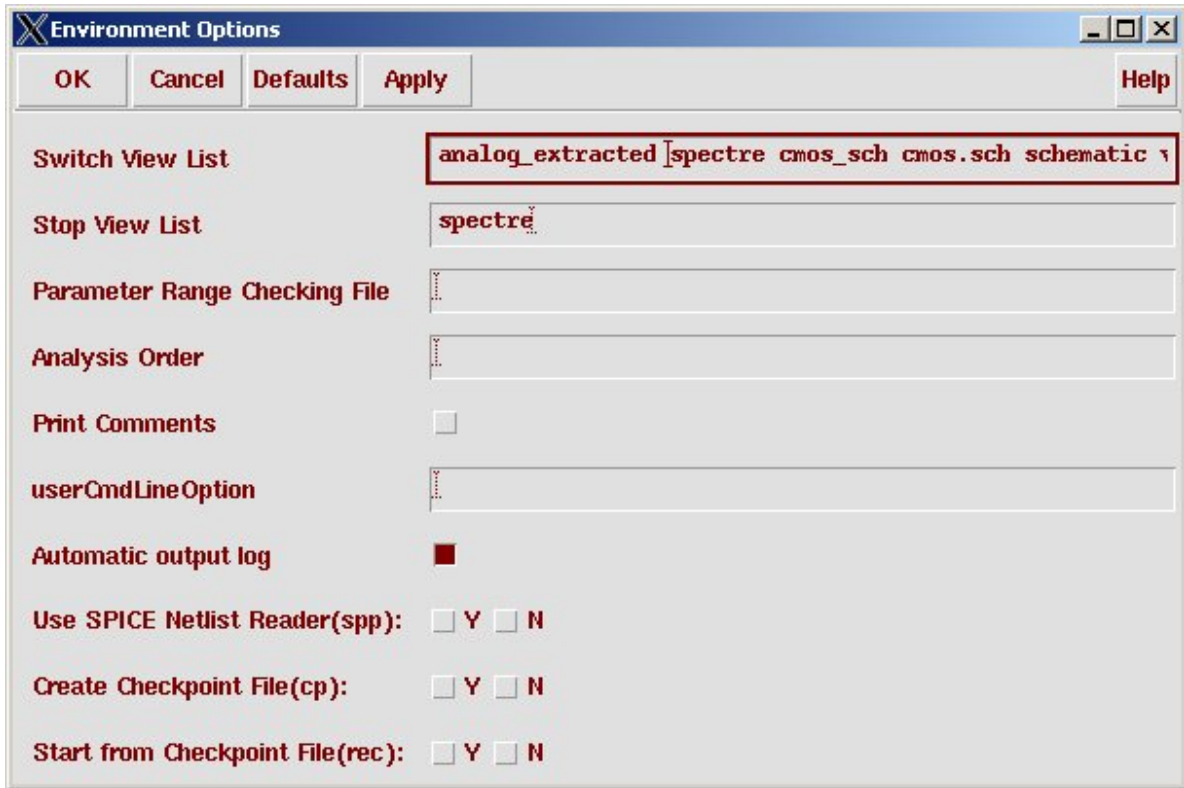 Environment Options
OK Cancel Defaults Apply Help
Switch View List analog_extracted spectre cmos_sch cmos.sch schematic
Stop View List spectre
Parameter Range Checking File
Analysis Order
Print Comments
userCmdLineOption
Automatic output log
Use SPICE Netlist Reader(spp): Y N
Create Checkpoint File(cp): Y N
Start from Checkpoint File(rec): Y N